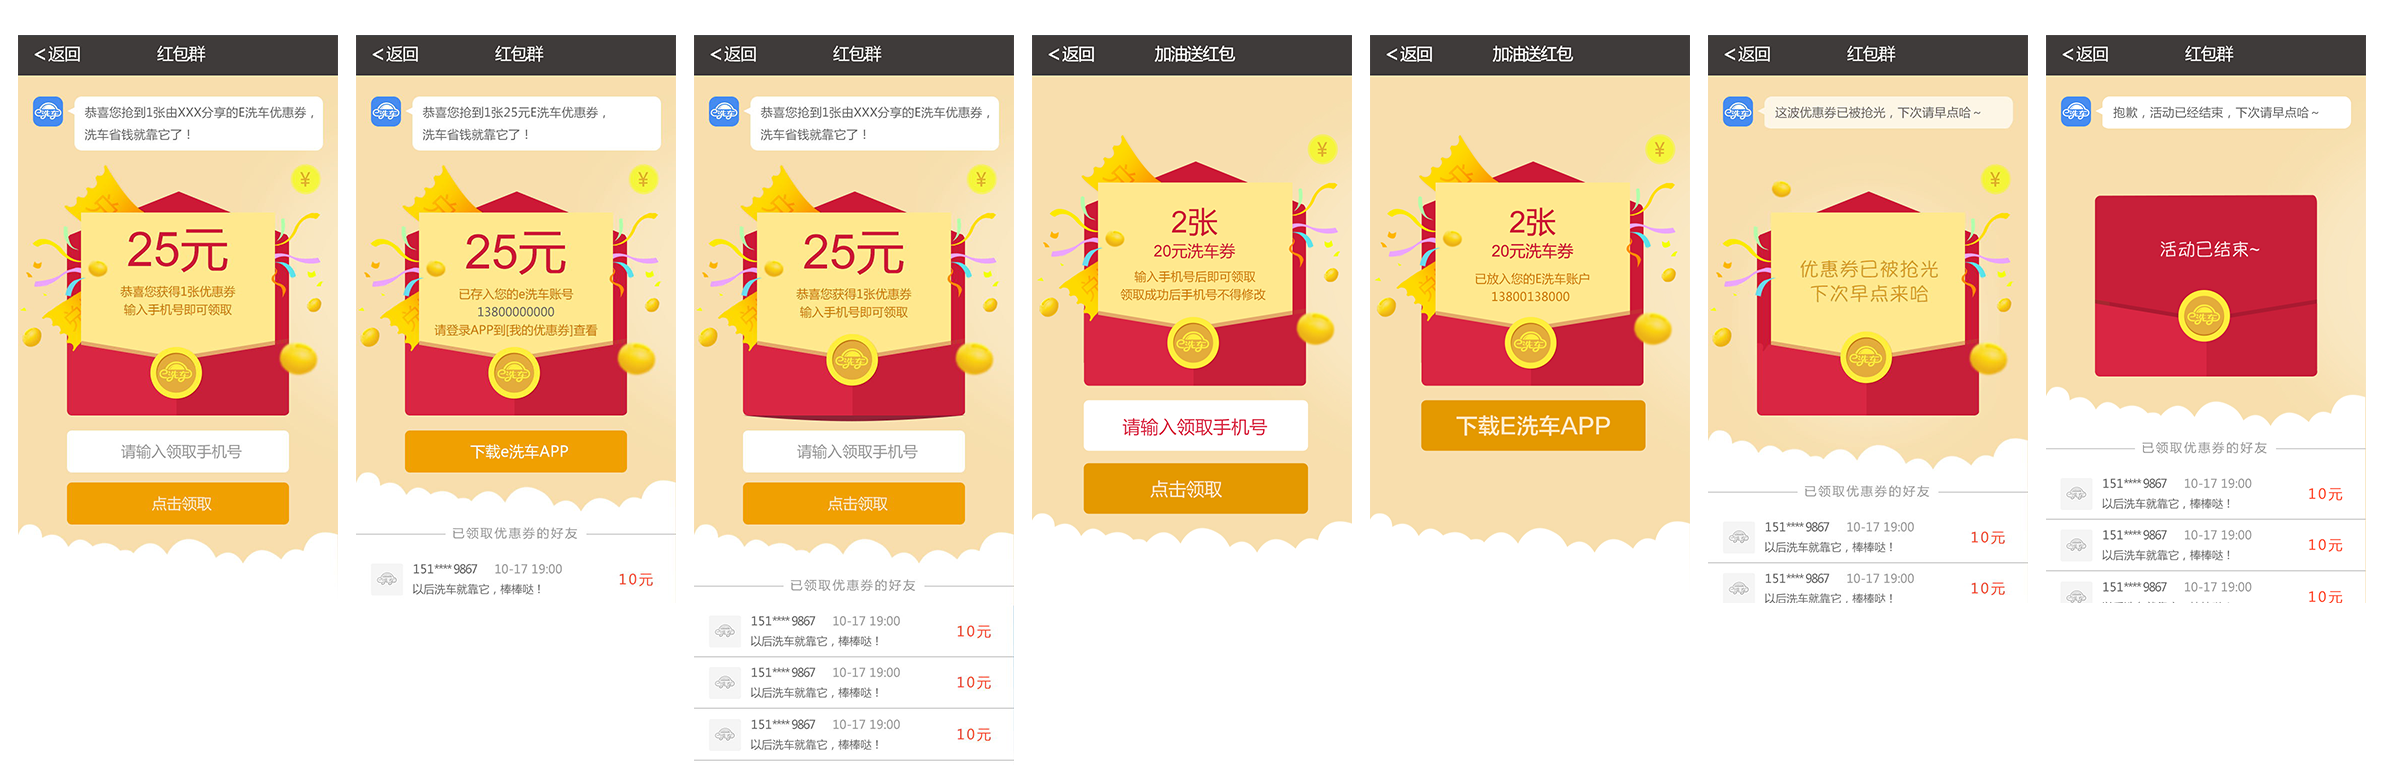 <返回 红包群
恭喜您抢到1张由XXX分享的E洗车优惠券，
洗车省钱就靠它了！
¥
25元
恭喜您获得1张优惠券
输入手机号即可领取
e洗车
请输入领取手机号
点击领取
<返回 红包群
恭喜您抢到1张25元E洗车优惠券，
洗车省钱就靠它了！
¥
25元
已存入您的e洗车账号
13800000000
请登录APP到[我的优惠券]查看
e洗车
下载e洗车APP
已领取优惠券的好友
151****9867 10-17 19:00
以后洗车就靠它，棒棒哒！
10元
<返回 红包群
恭喜您抢到1张由XXX分享的E洗车优惠券，
洗车省钱就靠它了！
¥
25元
恭喜您获得1张优惠券
输入手机号即可领取
e洗车
请输入领取手机号
点击领取
已领取优惠券的好友
151****9867 10-17 19:00
以后洗车就靠它，棒棒哒！
10元
151****9867 10-17 19:00
以后洗车就靠它，棒棒哒！
10元
151****9867 10-17 19:00
以后洗车就靠它，棒棒哒！
10元
<返回 加油送红包
¥
2张
20元洗车券
输入手机号后即可领取
领取成功后手机号不得修改
e洗车
请输入领取手机号
点击领取
<返回 加油送红包
¥
2张
20元洗车券
已放入您的E洗车账户
13800138000
e洗车
下载E洗车APP
<返回 红包群
这波优惠券已被抢光，下次请早点哈～
¥
优惠券已被抢光
下次早点来哈
e洗车
已领取优惠券的好友
151****9867 10-17 19:00
以后洗车就靠它，棒棒哒！
10元
151****9867 10-17 19:00
以后洗车就靠它，棒棒哒！
10元
<返回 红包群
抱歉，活动已经结束，下次请早点哈～
活动已结束~
e洗车
已领取优惠券的好友
151****9867 10-17 19:00
以后洗车就靠它，棒棒哒！
10元
151****9867 10-17 19:00
以后洗车就靠它，棒棒哒！
10元
151****9867 10-17 19:00
10元